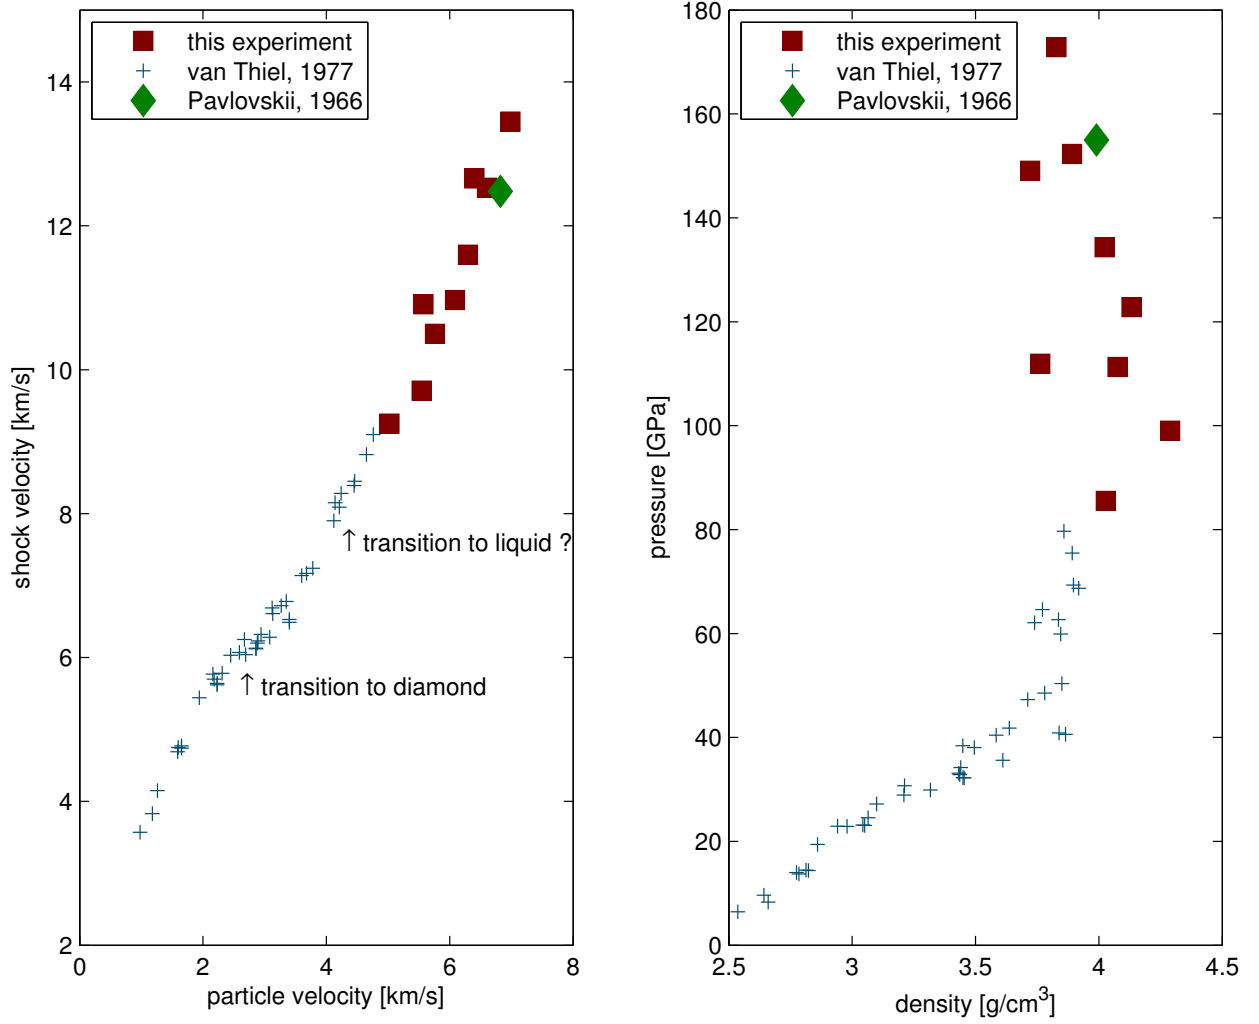 this experiment
van Thiel, 1977
Pavlovskii, 1966
14
12
10
8
6
4
2
shock velocity [km/s]
↑ transition to liquid ?
↑ transition to diamond
0 2 4 6 8
particle velocity [km/s]
this experiment
van Thiel, 1977
Pavlovskii, 1966
180
160
140
120
100
80
60
40
20
0
pressure [GPa]
2.5 3 3.5 4 4.5
density [g/cm³]